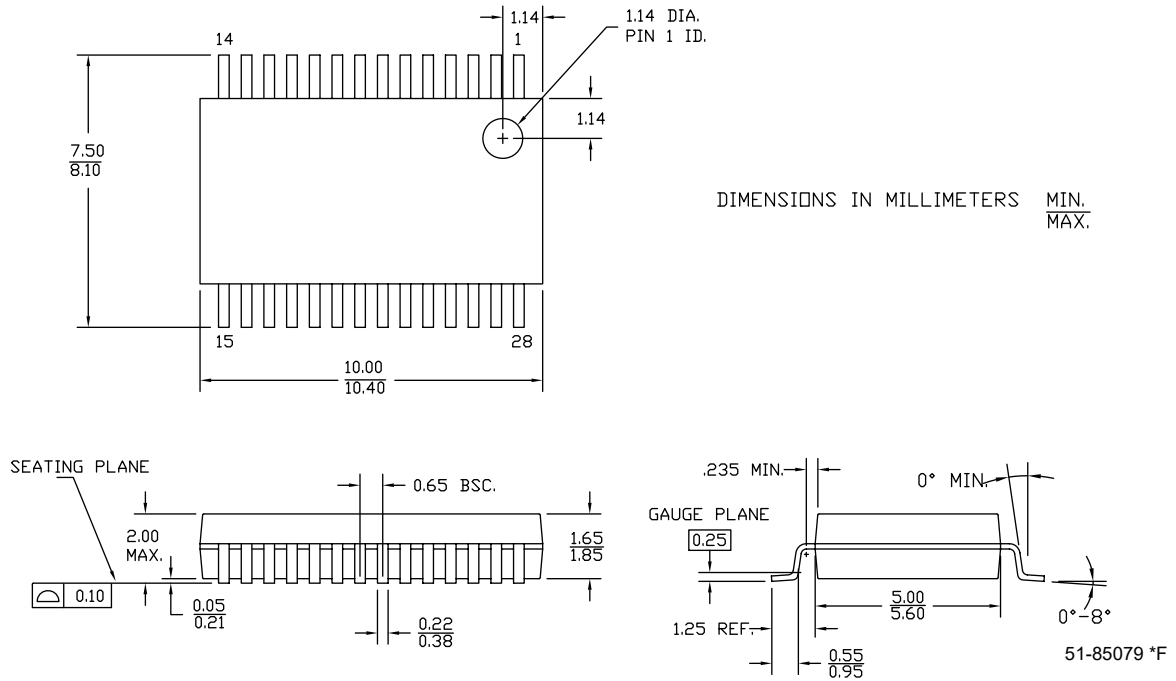 1.14
1.14 DIA.
PIN 1 ID.
14
1
1.14
7.50
8.10
DIMENSIONS IN MILLIMETERS MIN.
MAX.
15
28
10.00
10.40
SEATING PLANE
.235 MIN.
0° MIN.
0.65 BSC.
GAUGE PLANE
2.00
MAX.
1.65
1.85
0.25
0.10
0.05
0.21
0.22
0.38
5.00
5.60
1.25 REF.
0°-8°
0.55
0.95
51-85079 *F